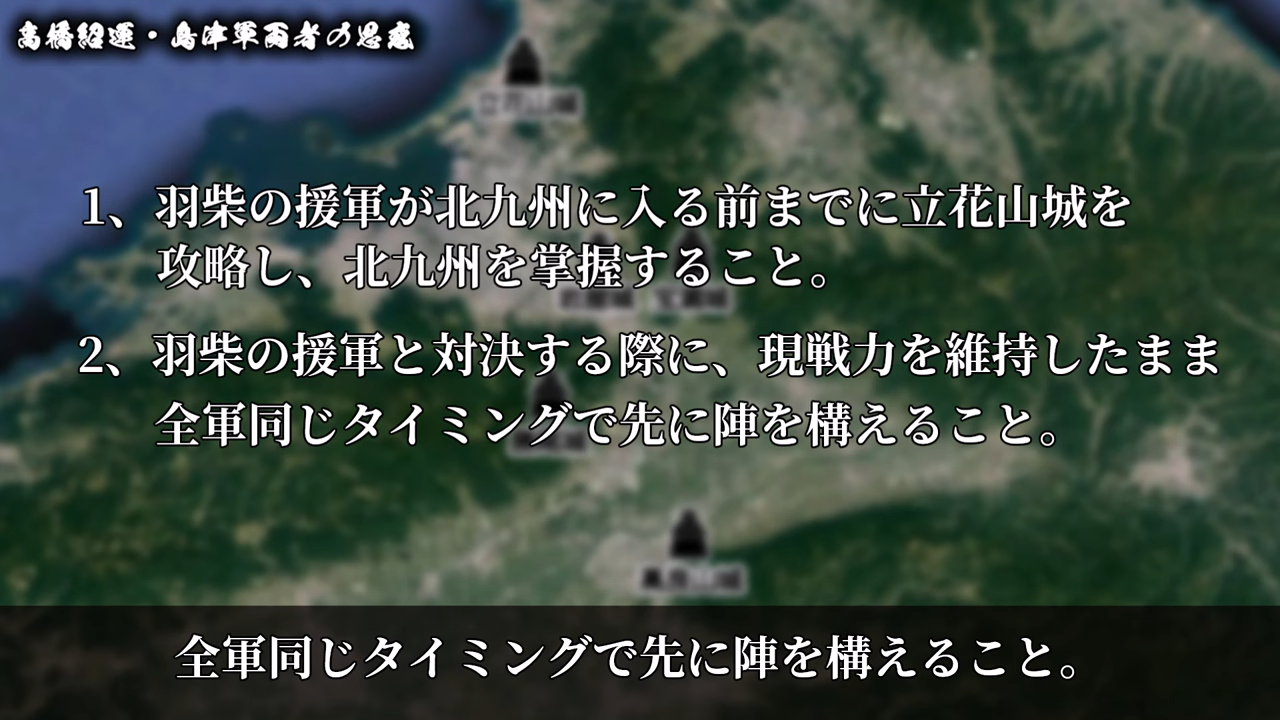 高橋紹運・島津軍両者の思惑
立花山城
1、羽柴の援軍が北九州に入る前までに立花山城を
攻略し、北九州を掌握すること。
2、羽柴の援軍と対決する際に、現戦力を維持したまま
全軍同じタイミングで先に陣を構えること。
全軍同じタイミングで先に陣を構えること。